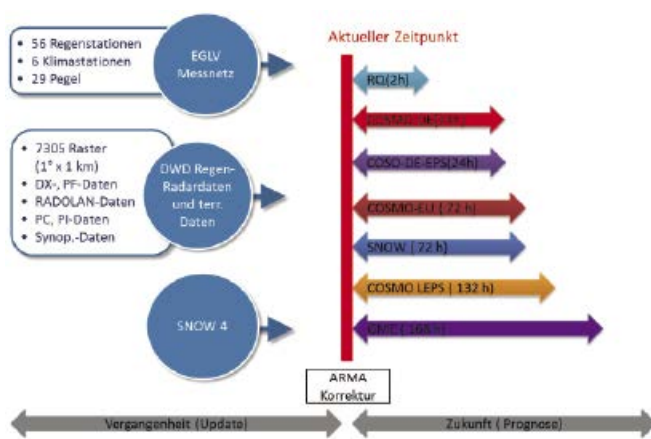 56 Regenstationen
6 Klimastationen
29 Pegel
EGLV
Messnetz
7305 Raster
(1° x 1 km)
DX-, PF-Daten
RADOLAN-Daten
PC, PI-Daten
Synop.-Daten
DWD Regen-
Radardaten
und terr.
Daten
SNOW 4
Aktueller Zeitpunkt
RQ(2h)
COSO-DE-EPS(24h)
COSMO-EU ( 72 h)
SNOW ( 72 h)
COSMO LEPS ( 132 h)
GME ( 168 h)
ARMA
Korrektur
Vergangenheit (Update)
Zukunft ( Prognose)